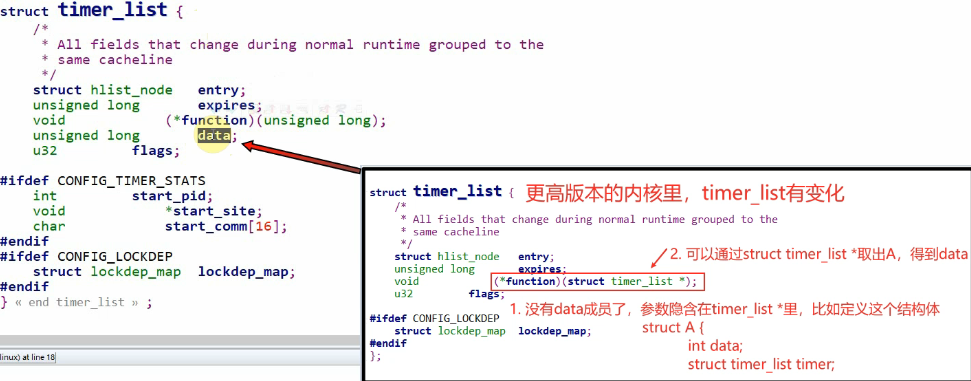 struct timer_list {
/*
* All fields that change during normal runtime grouped to the
* same cacheline
*/
struct hlist_node entry;
unsigned long expires;
void (*function)(unsigned long);
unsigned long data;
u32 flags;
#ifdef CONFIG_TIMER_STATS
int start_pid;
void *start_site;
char start_comm[16];
#endif
#ifdef CONFIG_LOCKDEP
struct lockdep_map lockdep_map;
#endif
} « end timer_list » ;
linux) at line 18
struct timer_list { 更高版本的内核里，timer_list有变化
/*
* All fields that change during normal runtime grouped to the
* same cacheline
*/
struct hlist_node entry;
unsigned long expires;
void (*function)(struct timer_list *);
u32 flags;
2. 可以通过struct timer_list *取出A，得到data
1. 没有data成员了，参数隐含在timer_list *里，比如定义这个结构体
struct A {
int data;
struct timer_list timer;
#ifdef CONFIG_LOCKDEP
struct lockdep_map lockdep_map;
#endif
};